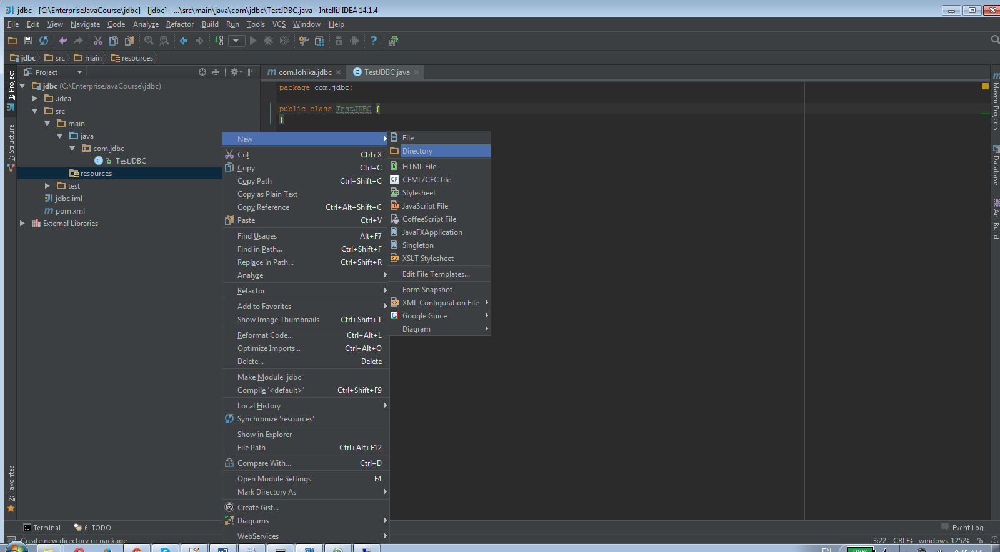 jdbc - [C:\EnterpriseJavaCourse\jdbc] - [jdbc] - ...\src\main\java\com\jdbc\TestJDBC.java - IntelliJ IDEA 14.1.4
File Edit View Navigate Code Analyze Refactor Build Run Tools VCS Window Help
jdbc src main resources
Project
com.lohika.jdbc
TestJDBC.java
1: Project
7: Structure
2: Favorites
jdbc (C:\EnterpriseJavaCourse\jdbc)
.idea
src
main
java
com.jdbc
TestJDBC
resources
test
jdbc.iml
pom.xml
External Libraries
package com.jdbc;
public class TestJDBC {
}
New
Cut Ctrl+X
Copy Ctrl+C
Copy Path Ctrl+Shift+C
Copy as Plain Text
Copy Reference Ctrl+Alt+Shift+C
Paste Ctrl+V
Find Usages Alt+F7
Find in Path... Ctrl+Shift+F
Replace in Path... Ctrl+Shift+R
Analyze
Refactor
Add to Favorites
Show Image Thumbnails Ctrl+Shift+T
Reformat Code... Ctrl+Alt+L
Optimize Imports... Ctrl+Alt+O
Delete... Delete
Make Module 'jdbc'
Compile '<default>' Ctrl+Shift+F9
Local History
Synchronize 'resources'
Show in Explorer
File Path Ctrl+Alt+F12
Compare With... Ctrl+D
Open Module Settings F4
Mark Directory As
Create Gist...
Diagrams
WebServices
File
Directory
HTML File
CFML/CFC file
Stylesheet
JavaScript File
CoffeeScript File
JavaFXApplication
Singleton
XSLT Stylesheet
Edit File Templates...
Form Snapshot
XML Configuration File
Google Guice
Diagram
Maven Projects
Database
Ant Build
Terminal
6: TODO
Event Log
Create new directory or package
3:22 CRLF windows-1252
EN
98%
9:45 AM